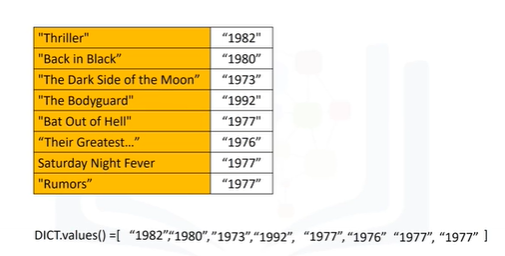 "Thriller" "1982"
"Back in Black” “1980”
"The Dark Side of the Moon” “1973”
"The Bodyguard" “1992"
"Bat Out of Hell" “1977"
“Their Greatest...” “1976”
Saturday Night Fever “1977”
"Rumors” “1977”
DICT.values() =[ “1982”,“1980”, ”1973”,“1992”, “1977”, “1976” “1977”, “1977” ]